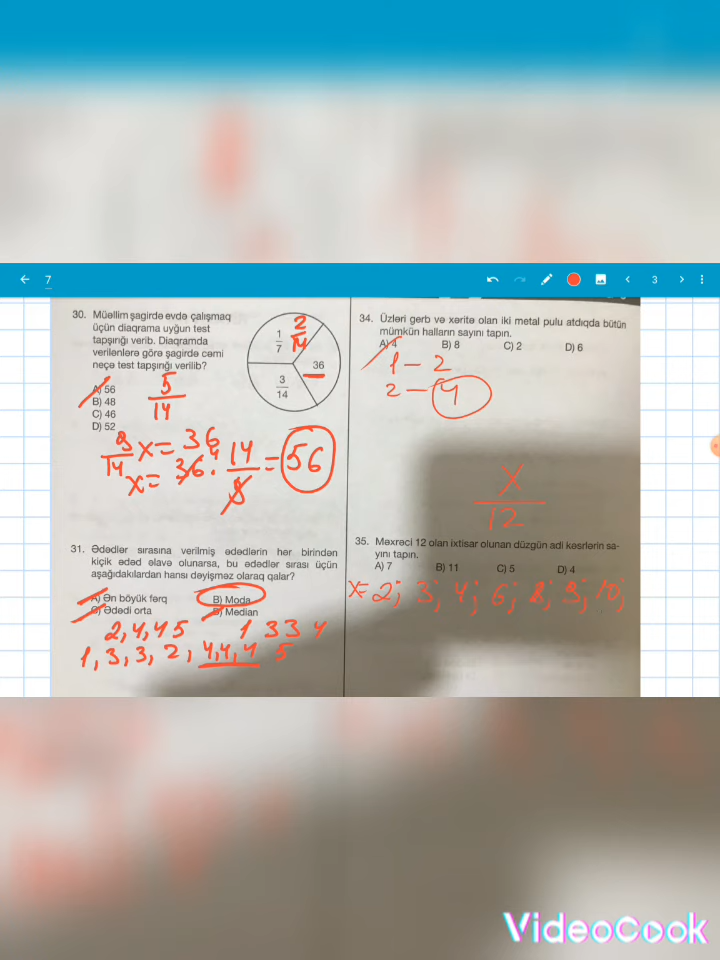 7
3
30. Müəllim şagirdə evdə çalışmaq
üçün diaqrama uyğun test
tapşırığı verib. Diaqramda
verilənlərə görə şagirdə cəmi
neçə test tapşırığı verilib?
1/7
2/14
36
3/14
A) 56
B) 48
C) 46
D) 52
5/14
9/14 x = 36
x = 36 : 14/9 = 56
31. Ədədlər sırasına verilmiş ədədlərin hər birindən
kiçik ədəd əlavə olunarsa, bu ədədlər sırası üçün
aşağıdakılardan hansı dəyişməz olaraq qalar?
A) Ən böyük fərq B) Moda
C) Ədədi orta D) Median
2,4,4 5 1 3 3 4
1, 3, 3, 2, 4,4,4 5
34. Üzləri gerb və xəritə olan iki metal pulu atdıqda bütün
mümkün halların sayını tapın.
A) 4 B) 8 C) 2 D) 6
1 – 2
2 – 4
x/12
35. Məxrəci 12 olan ixtisar olunan düzgün adi kəsrlərin sa-
yını tapın.
A) 7 B) 11 C) 5 D) 4
x= 2; 3; 4; 6; 8; 9; 10;
VideoCook